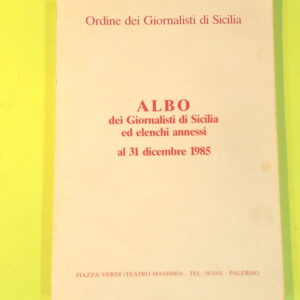 Ordine dei Giornalisti di Sicilia
ALBO
dei Giornalisti di Sicilia
ed elenchi annessi
al 31 dicembre 1985
PIAZZA VERDI (TEATRO MASSIMO) - TEL. - PALERMO